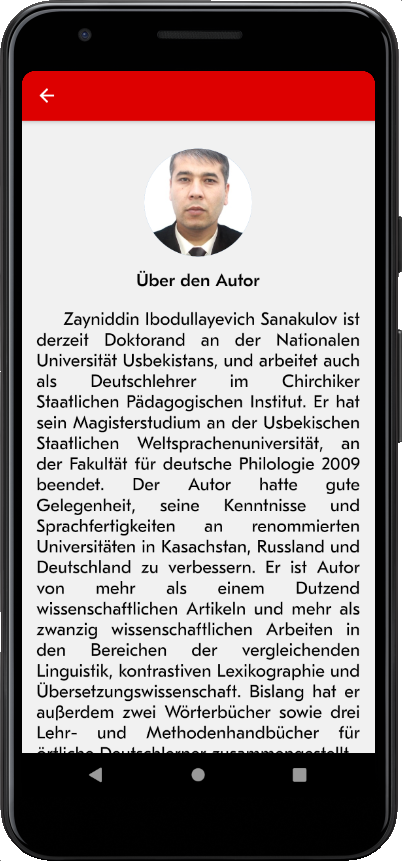 Über den Autor
Zayniddin Ibodullayevich Sanakulov ist
derzeit Doktorand an der Nationalen
Universität Usbekistans, und arbeitet auch
als Deutschlehrer im Chirchiker
Staatlichen Pädagogischen Institut. Er hat
sein Magisterstudium an der Usbekischen
Staatlichen Weltsprachenuniversität, an
der Fakultät für deutsche Philologie 2009
beendet. Der Autor hatte gute
Gelegenheit, seine Kenntnisse und
Sprachfertigkeiten an renommierten
Universitäten in Kasachstan, Russland und
Deutschland zu verbessern. Er ist Autor
von mehr als einem Dutzend
wissenschaftlichen Artikeln und mehr als
zwanzig wissenschaftlichen Arbeiten in
den Bereichen der vergleichenden
Linguistik, kontrastiven Lexikographie und
Übersetzungswissenschaft. Bislang hat er
außerdem zwei Wörterbücher sowie drei
Lehr- und Methodenhandbücher für
örtliche Deutschlerner zusammengestellt.